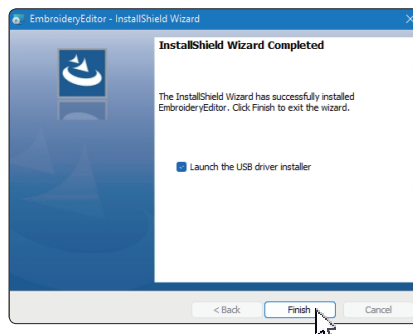 EmbroideryEditor - InstallShield Wizard
InstallShield Wizard Completed
The InstallShield Wizard has successfully installed
EmbroideryEditor. Click Finish to exit the wizard.
Launch the USB driver installer
< Back
Finish
Cancel